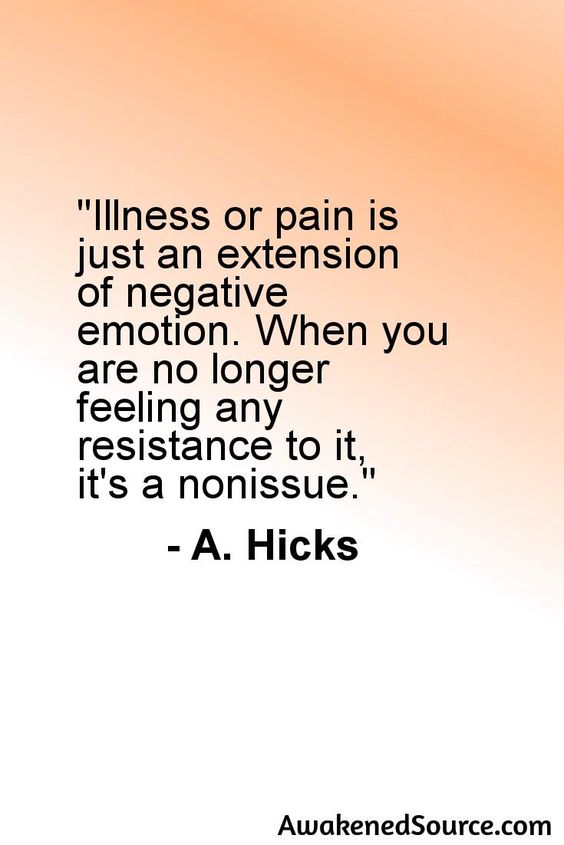 "Illness or pain is
just an extension
of negative
emotion. When you
are no longer
feeling any
resistance to it,
it's a nonissue."
- A. Hicks
AwakenedSource.com